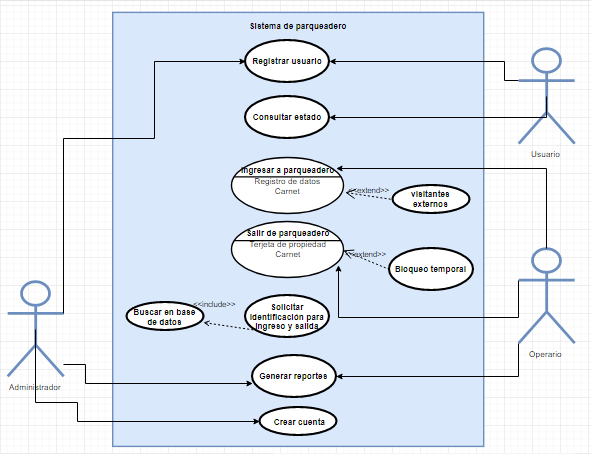 Sistema de parqueadero
Registrar usuario
Consultar estado
Usuario
Ingresar a parqueadero
Registro de datos
Carnet
<<extend>>
visitantes
externos
Salir de parqueadero
Terjeta de propiedad
Carnet
<<extend>>
Bloqueo temporal
Buscar en base
de datos
<<include>>
Solicitar
identificación para
ingreso y salida
Operario
Administrador
Generar reportes
Crear cuenta